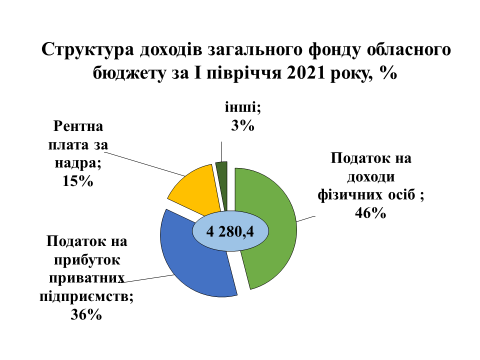 Структура доходів загального фонду обласного
бюджету за І півріччя 2021 року, %
інші;
3%
Рентна
плата за
надра;
15%
Податок на
доходи
фізичних осіб ;
46%
4 280,4
Податок на
прибуток
приватних
підприємств;
36%